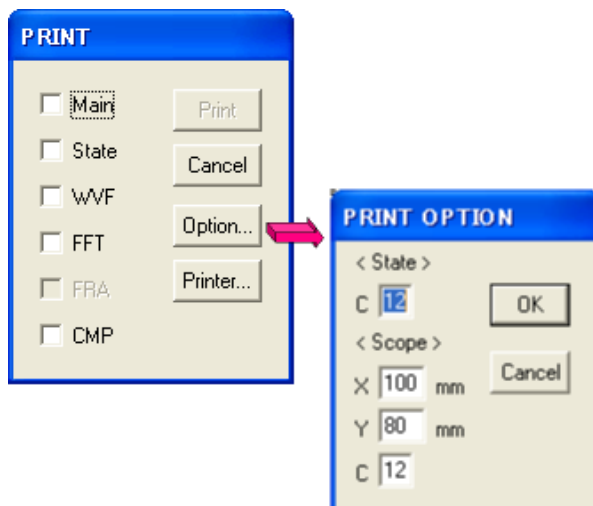 PRINT
Main
Print
State
Cancel
WVF
Option...
FFT
Printer...
FRA
CMP
PRINT OPTION
< State >
C 12
OK
< Scope >
X 100 mm
Cancel
Y 80 mm
C 12